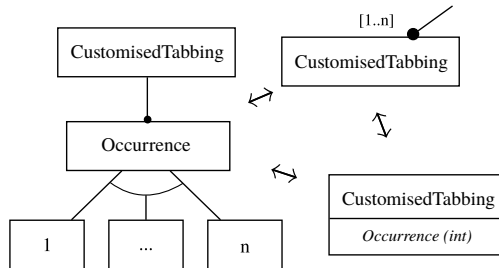 CustomisedTabbing
Occurrence
1
...
n
[1..n]
CustomisedTabbing
CustomisedTabbing
Occurrence (int)